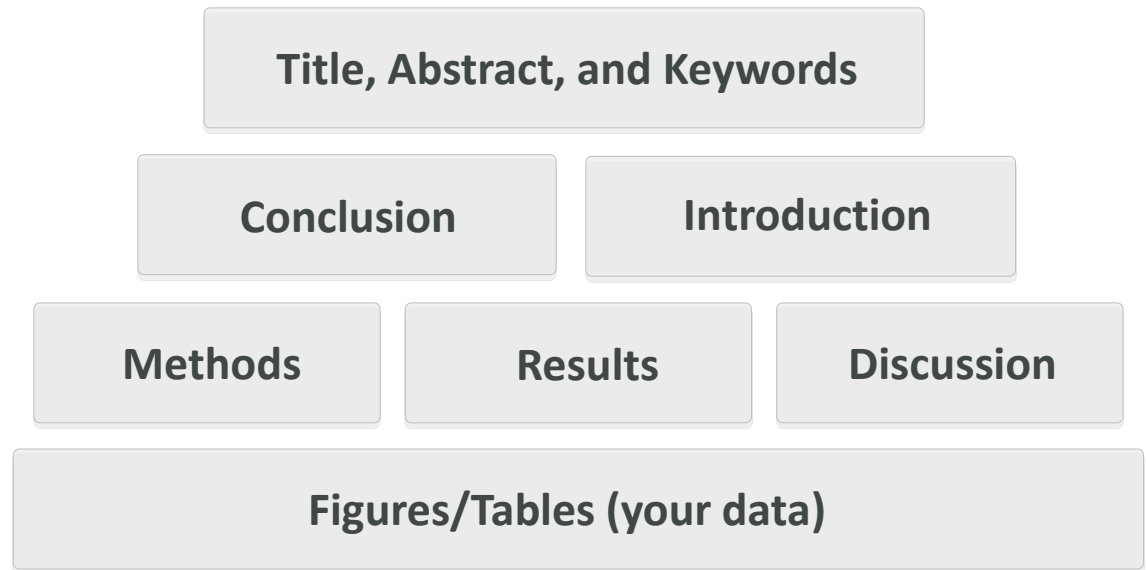 Title, Abstract, and Keywords
Conclusion
Introduction
Methods
Results
Discussion
Figures/Tables (your data)